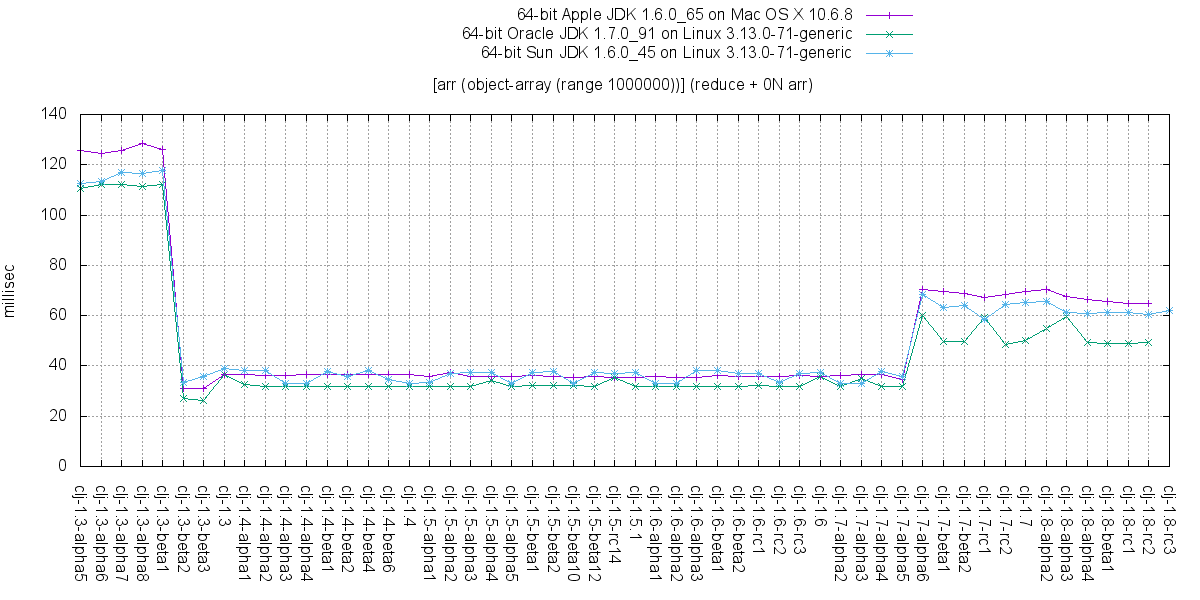 64-bit Apple JDK 1.6.0_65 on Mac OS X 10.6.8
64-bit Oracle JDK 1.7.0_91 on Linux 3.13.0-71-generic
64-bit Sun JDK 1.6.0_45 on Linux 3.13.0-71-generic
[arr (object-array (range 1000000))] (reduce + 0N arr)
140
120
100
80
60
40
20
0
millisec
clj-1.3-alpha5
clj-1.3-alpha6
clj-1.3-alpha7
clj-1.3-alpha8
clj-1.3-beta1
clj-1.3-beta2
clj-1.3-beta3
clj-1.3
clj-1.4-alpha1
clj-1.4-alpha2
clj-1.4-alpha3
clj-1.4-alpha4
clj-1.4-beta1
clj-1.4-beta2
clj-1.4-beta4
clj-1.4-beta6
clj-1.4
clj-1.5-alpha1
clj-1.5-alpha2
clj-1.5-alpha3
clj-1.5-alpha4
clj-1.5-alpha5
clj-1.5-beta1
clj-1.5-beta2
clj-1.5-beta10
clj-1.5-beta12
clj-1.5-rc14
clj-1.5.1
clj-1.6-alpha1
clj-1.6-alpha2
clj-1.6-alpha3
clj-1.6-beta1
clj-1.6-beta2
clj-1.6-rc1
clj-1.6-rc2
clj-1.6-rc3
clj-1.6
clj-1.7-alpha2
clj-1.7-alpha3
clj-1.7-alpha4
clj-1.7-alpha5
clj-1.7-alpha6
clj-1.7-beta1
clj-1.7-beta2
clj-1.7-rc1
clj-1.7-rc2
clj-1.7
clj-1.8-alpha2
clj-1.8-alpha3
clj-1.8-alpha4
clj-1.8-beta1
clj-1.8-rc1
clj-1.8-rc2
clj-1.8-rc3